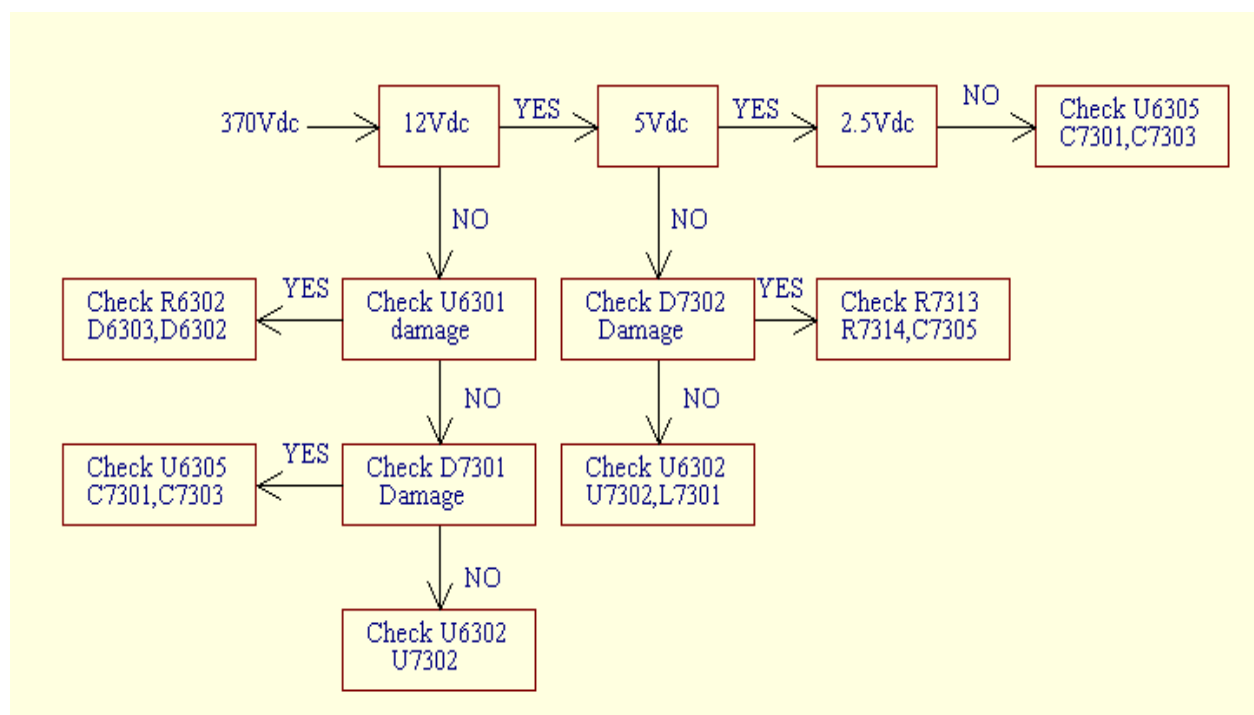 370Vdc
12Vdc
YES
5Vdc
YES
2.5Vdc
NO
Check U6305
C7301,C7303
NO
NO
Check R6302
D6303,D6302
YES
Check U6301
damage
Check D7302
Damage
YES
Check R7313
R7314,C7305
NO
NO
Check U6305
C7301,C7303
YES
Check D7301
Damage
Check U6302
U7302,L7301
NO
Check U6302
U7302